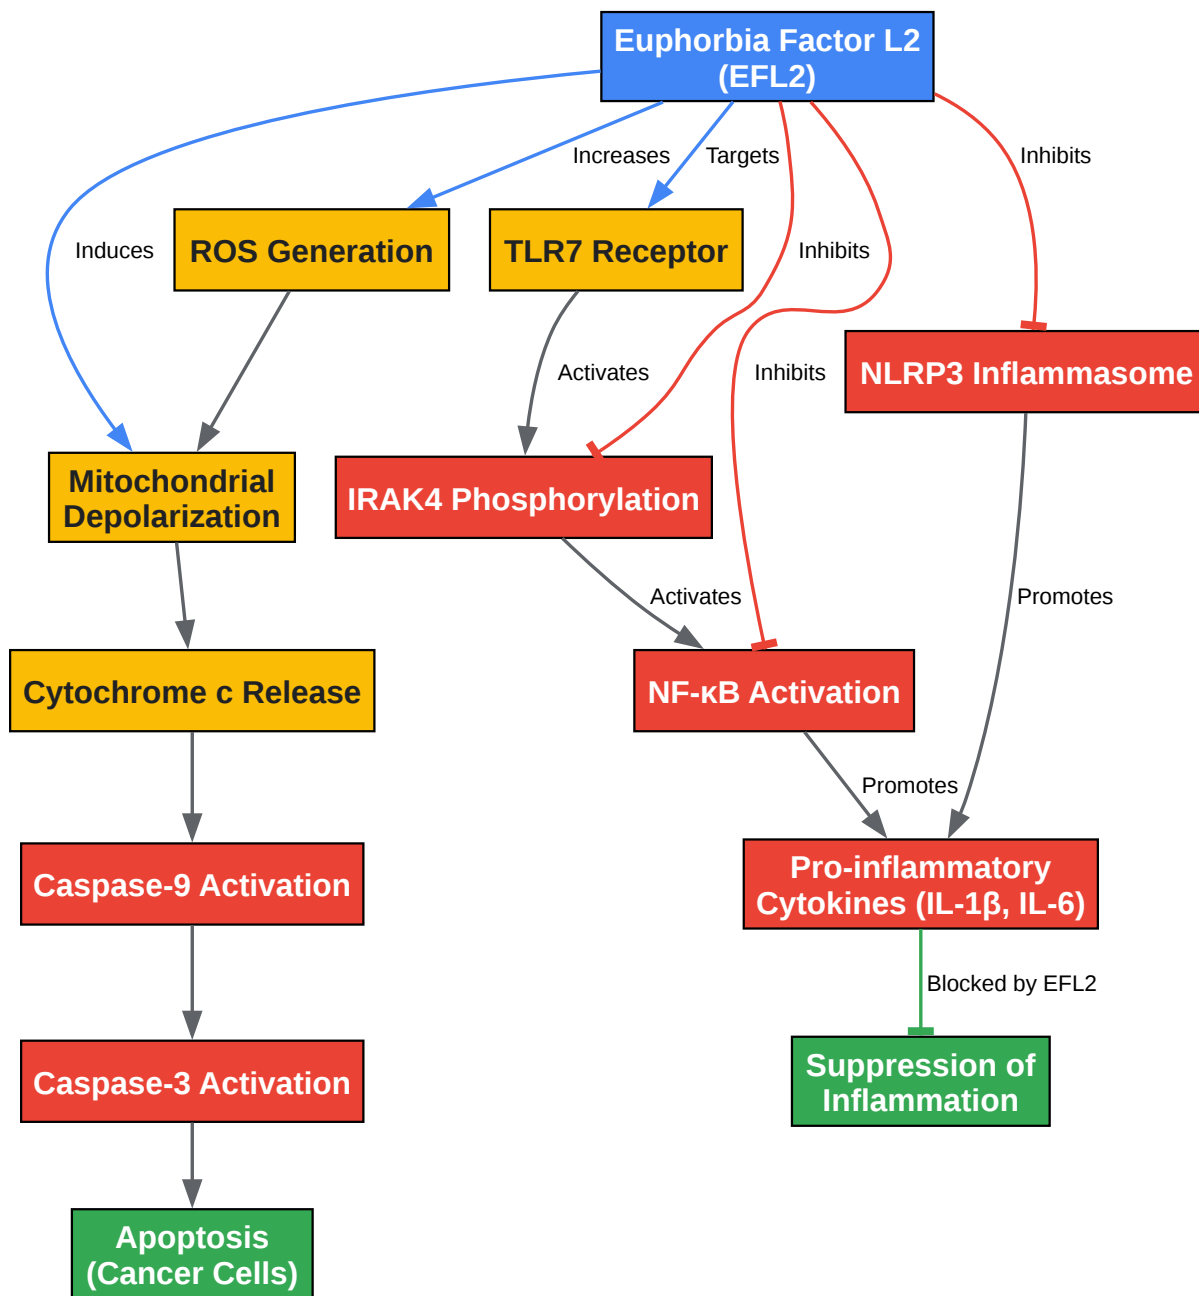 Euphorbia Factor L2
(EFL2)
Increases
Targets
Inhibits
Induces
ROS Generation
TLR7 Receptor
Inhibits
Activates
Inhibits
NLRP3 Inflammasome
Mitochondrial
Depolarization
IRAK4 Phosphorylation
Activates
Promotes
Cytochrome c Release
NF-κB Activation
Promotes
Caspase-9 Activation
Pro-inflammatory
Cytokines (IL-1β, IL-6)
Blocked by EFL2
Caspase-3 Activation
Suppression of
Inflammation
Apoptosis
(Cancer Cells)